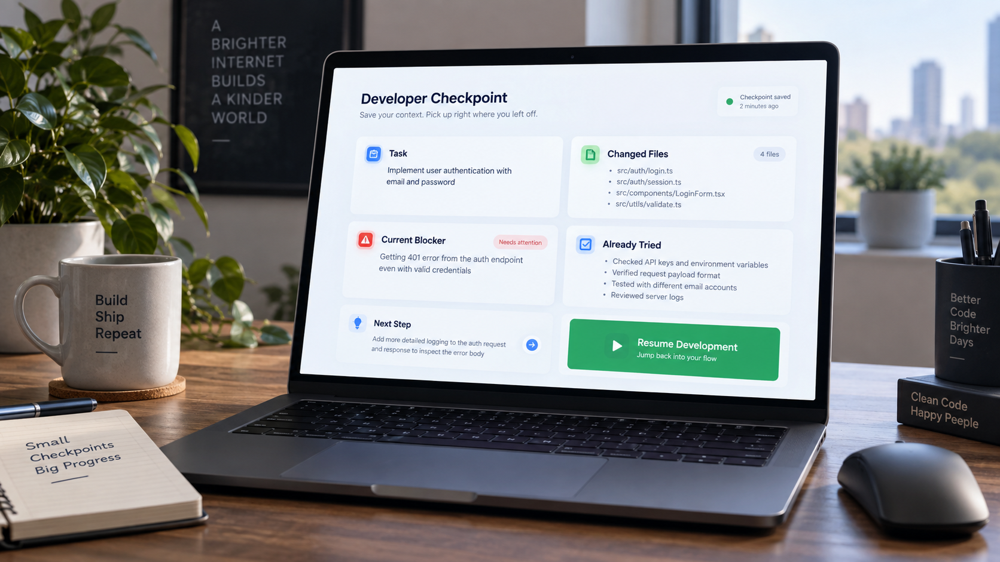 A
BRIGHTER
INTERNET
BUILDS
A KINDER
WORLD
Developer Checkpoint
Save your context. Pick up right where you left off.
Checkpoint saved
2 minutes ago
Task
Implement user authentication with
email and password
Changed Files
4 files
• src/auth/login.ts
• src/auth/session.ts
• src/components/LoginForm.tsx
• src/utils/validate.ts
Current Blocker
Needs attention
Getting 401 error from the auth endpoint
even with valid credentials
Already Tried
• Checked API keys and environment variables
• Verified request payload format
• Tested with different email accounts
• Reviewed server logs
Next Step
Add more detailed logging to the auth request
and response to inspect the error body
Resume Development
Jump back into your flow
Build
Ship
Repeat
Small
Checkpoints
Big Progress
Better
Code
Brighter
Days
Clean Code
Happy Peeple